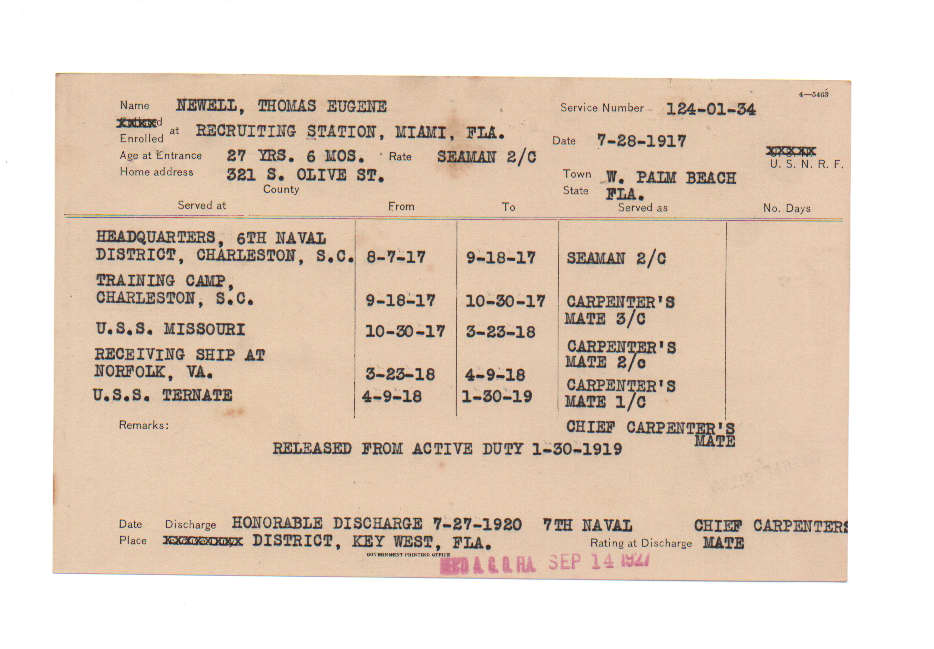 4—5463
Name NEWELL, THOMAS EUGENE Service Number 124-01-34
Enrolled at RECRUITING STATION, MIAMI, FLA. Date 7-28-1917
Age at Entrance 27 YRS. 6 MOS. Rate SEAMAN 2/C U. S. N. R. F.
Home address 321 S. OLIVE ST. Town W. PALM BEACH
County State FLA.
Served at From To Served as No. Days
HEADQUARTERS, 6TH NAVAL
DISTRICT, CHARLESTON, S.C. 8-7-17 9-18-17 SEAMAN 2/C
TRAINING CAMP,
CHARLESTON, S.C. 9-18-17 10-30-17 CARPENTER'S
MATE 3/C
U.S.S. MISSOURI 10-30-17 3-23-18
CARPENTER'S
RECEIVING SHIP AT MATE 2/C
NORFOLK, VA. 3-23-18 4-9-18
CARPENTER'S
U.S.S. TERNATE 4-9-18 1-30-19 MATE 1/C
Remarks: CHIEF CARPENTER'S
MATE
RELEASED FROM ACTIVE DUTY 1-30-1919
Date Discharge HONORABLE DISCHARGE 7-27-1920 7TH NAVAL CHIEF CARPENTERS
Place XXXXXXXXX DISTRICT, KEY WEST, FLA. Rating at Discharge MATE
GOVERNMENT PRINTING OFFICE
A. G. O. FLA. SEP 14 1927